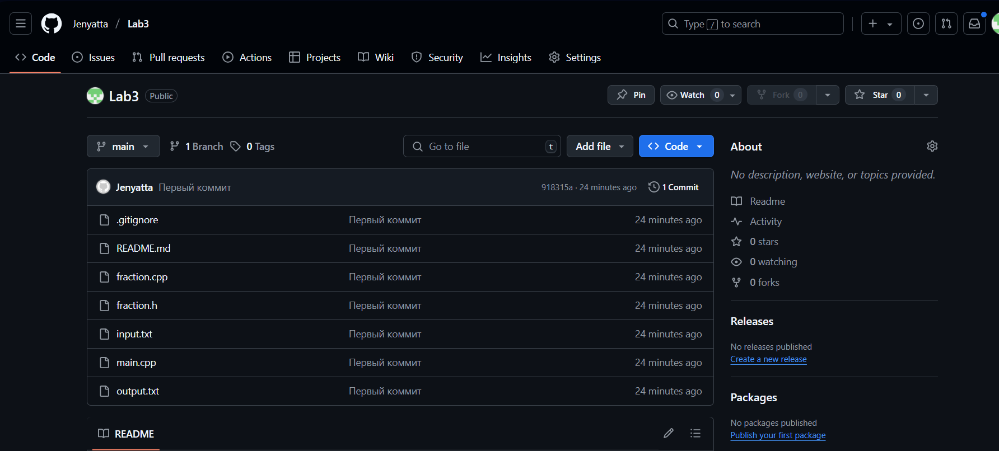 Jenyatta / Lab3
Type / to search
Code Issues Pull requests Actions Projects Wiki Security Insights Settings
Lab3 Public
Pin Watch 0 Fork 0 Star 0
main 1 Branch 0 Tags
Go to file t Add file Code
Jenyatta Первый коммит 918315a · 24 minutes ago 1 Commit
.gitignore Первый коммит 24 minutes ago
README.md Первый коммит 24 minutes ago
fraction.cpp Первый коммит 24 minutes ago
fraction.h Первый коммит 24 minutes ago
input.txt Первый коммит 24 minutes ago
main.cpp Первый коммит 24 minutes ago
output.txt Первый коммит 24 minutes ago
README
About
No description, website, or topics provided.
Readme
Activity
0 stars
0 watching
0 forks
Releases
No releases published
Create a new release
Packages
No packages published
Publish your first package